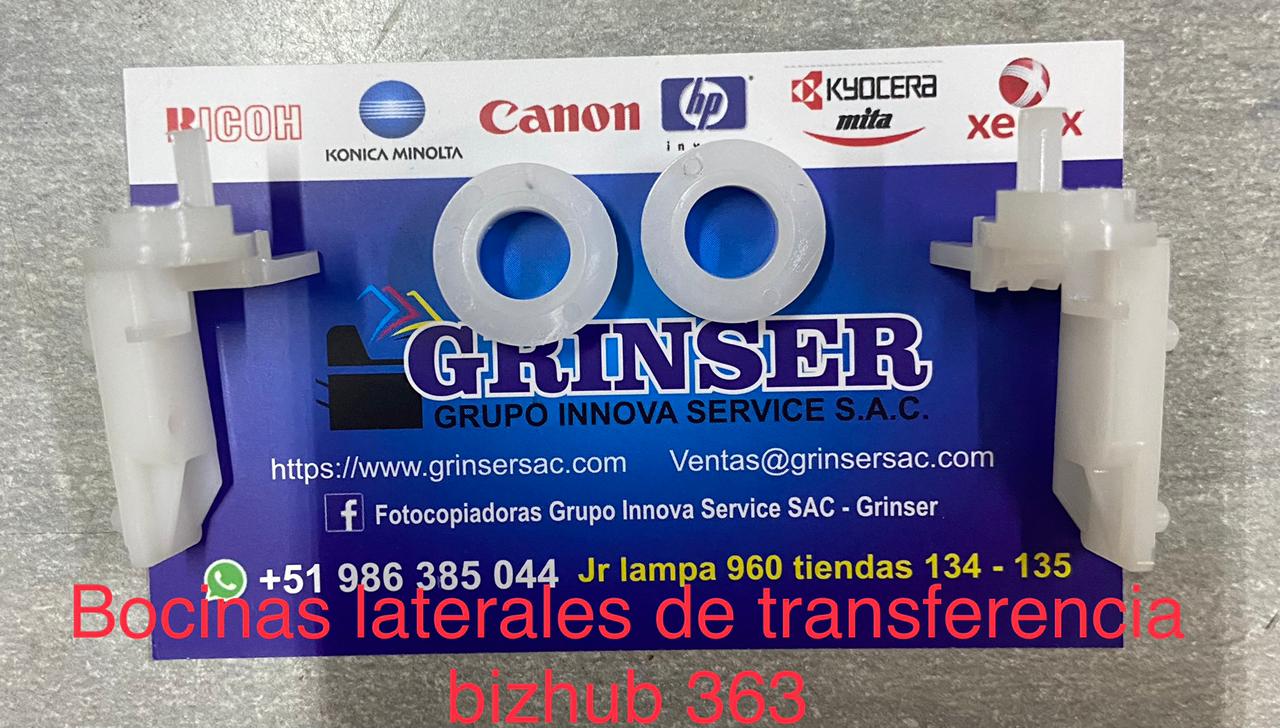 RICOH
KONICA MINOLTA
Canon
hp
KYOCERA
mita
xerox
GRINSER
GRUPO INNOVA SERVICE S.A.C.
https://www.grinsersac.com Ventas@grinsersac.com
f Fotocopiadoras Grupo Innova Service SAC - Grinser
+51 986 385 044 Jr lampa 960 tiendas 134 - 135
Bocinas laterales de transferencia
bizhub 363